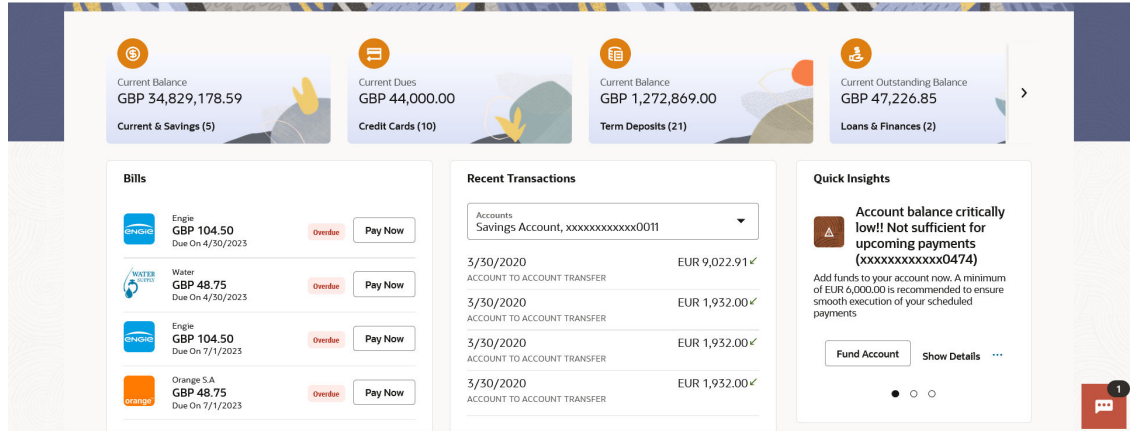 Current Balance
GBP 34,829,178.59
Current & Savings (5)
Current Dues
GBP 44,000.00
Credit Cards (10)
Current Balance
GBP 1,272,869.00
Term Deposits (21)
Current Outstanding Balance
GBP 47,226.85
Loans & Finances (2)
Bills
ENGIE
Engie
GBP 104.50
Due On 4/30/2023
Overdue
Pay Now
WATER
SUPPLY
Water
GBP 48.75
Due On 4/30/2023
Overdue
Pay Now
ENGIE
Engie
GBP 104.50
Due On 7/1/2023
Overdue
Pay Now
orange
Orange S.A
GBP 48.75
Due On 7/1/2023
Overdue
Pay Now
Recent Transactions
Accounts
Savings Account, xxxxxxxxxxxx0011
3/30/2020 EUR 9,022.91
ACCOUNT TO ACCOUNT TRANSFER
3/30/2020 EUR 1,932.00
ACCOUNT TO ACCOUNT TRANSFER
3/30/2020 EUR 1,932.00
ACCOUNT TO ACCOUNT TRANSFER
3/30/2020 EUR 1,932.00
ACCOUNT TO ACCOUNT TRANSFER
Quick Insights
Account balance critically
low!! Not sufficient for
upcoming payments
(xxxxxxxxxxxx0474)
Add funds to your account now. A minimum
of EUR 6,000.00 is recommended to ensure
smooth execution of your scheduled
payments
Fund Account
Show Details ...
1